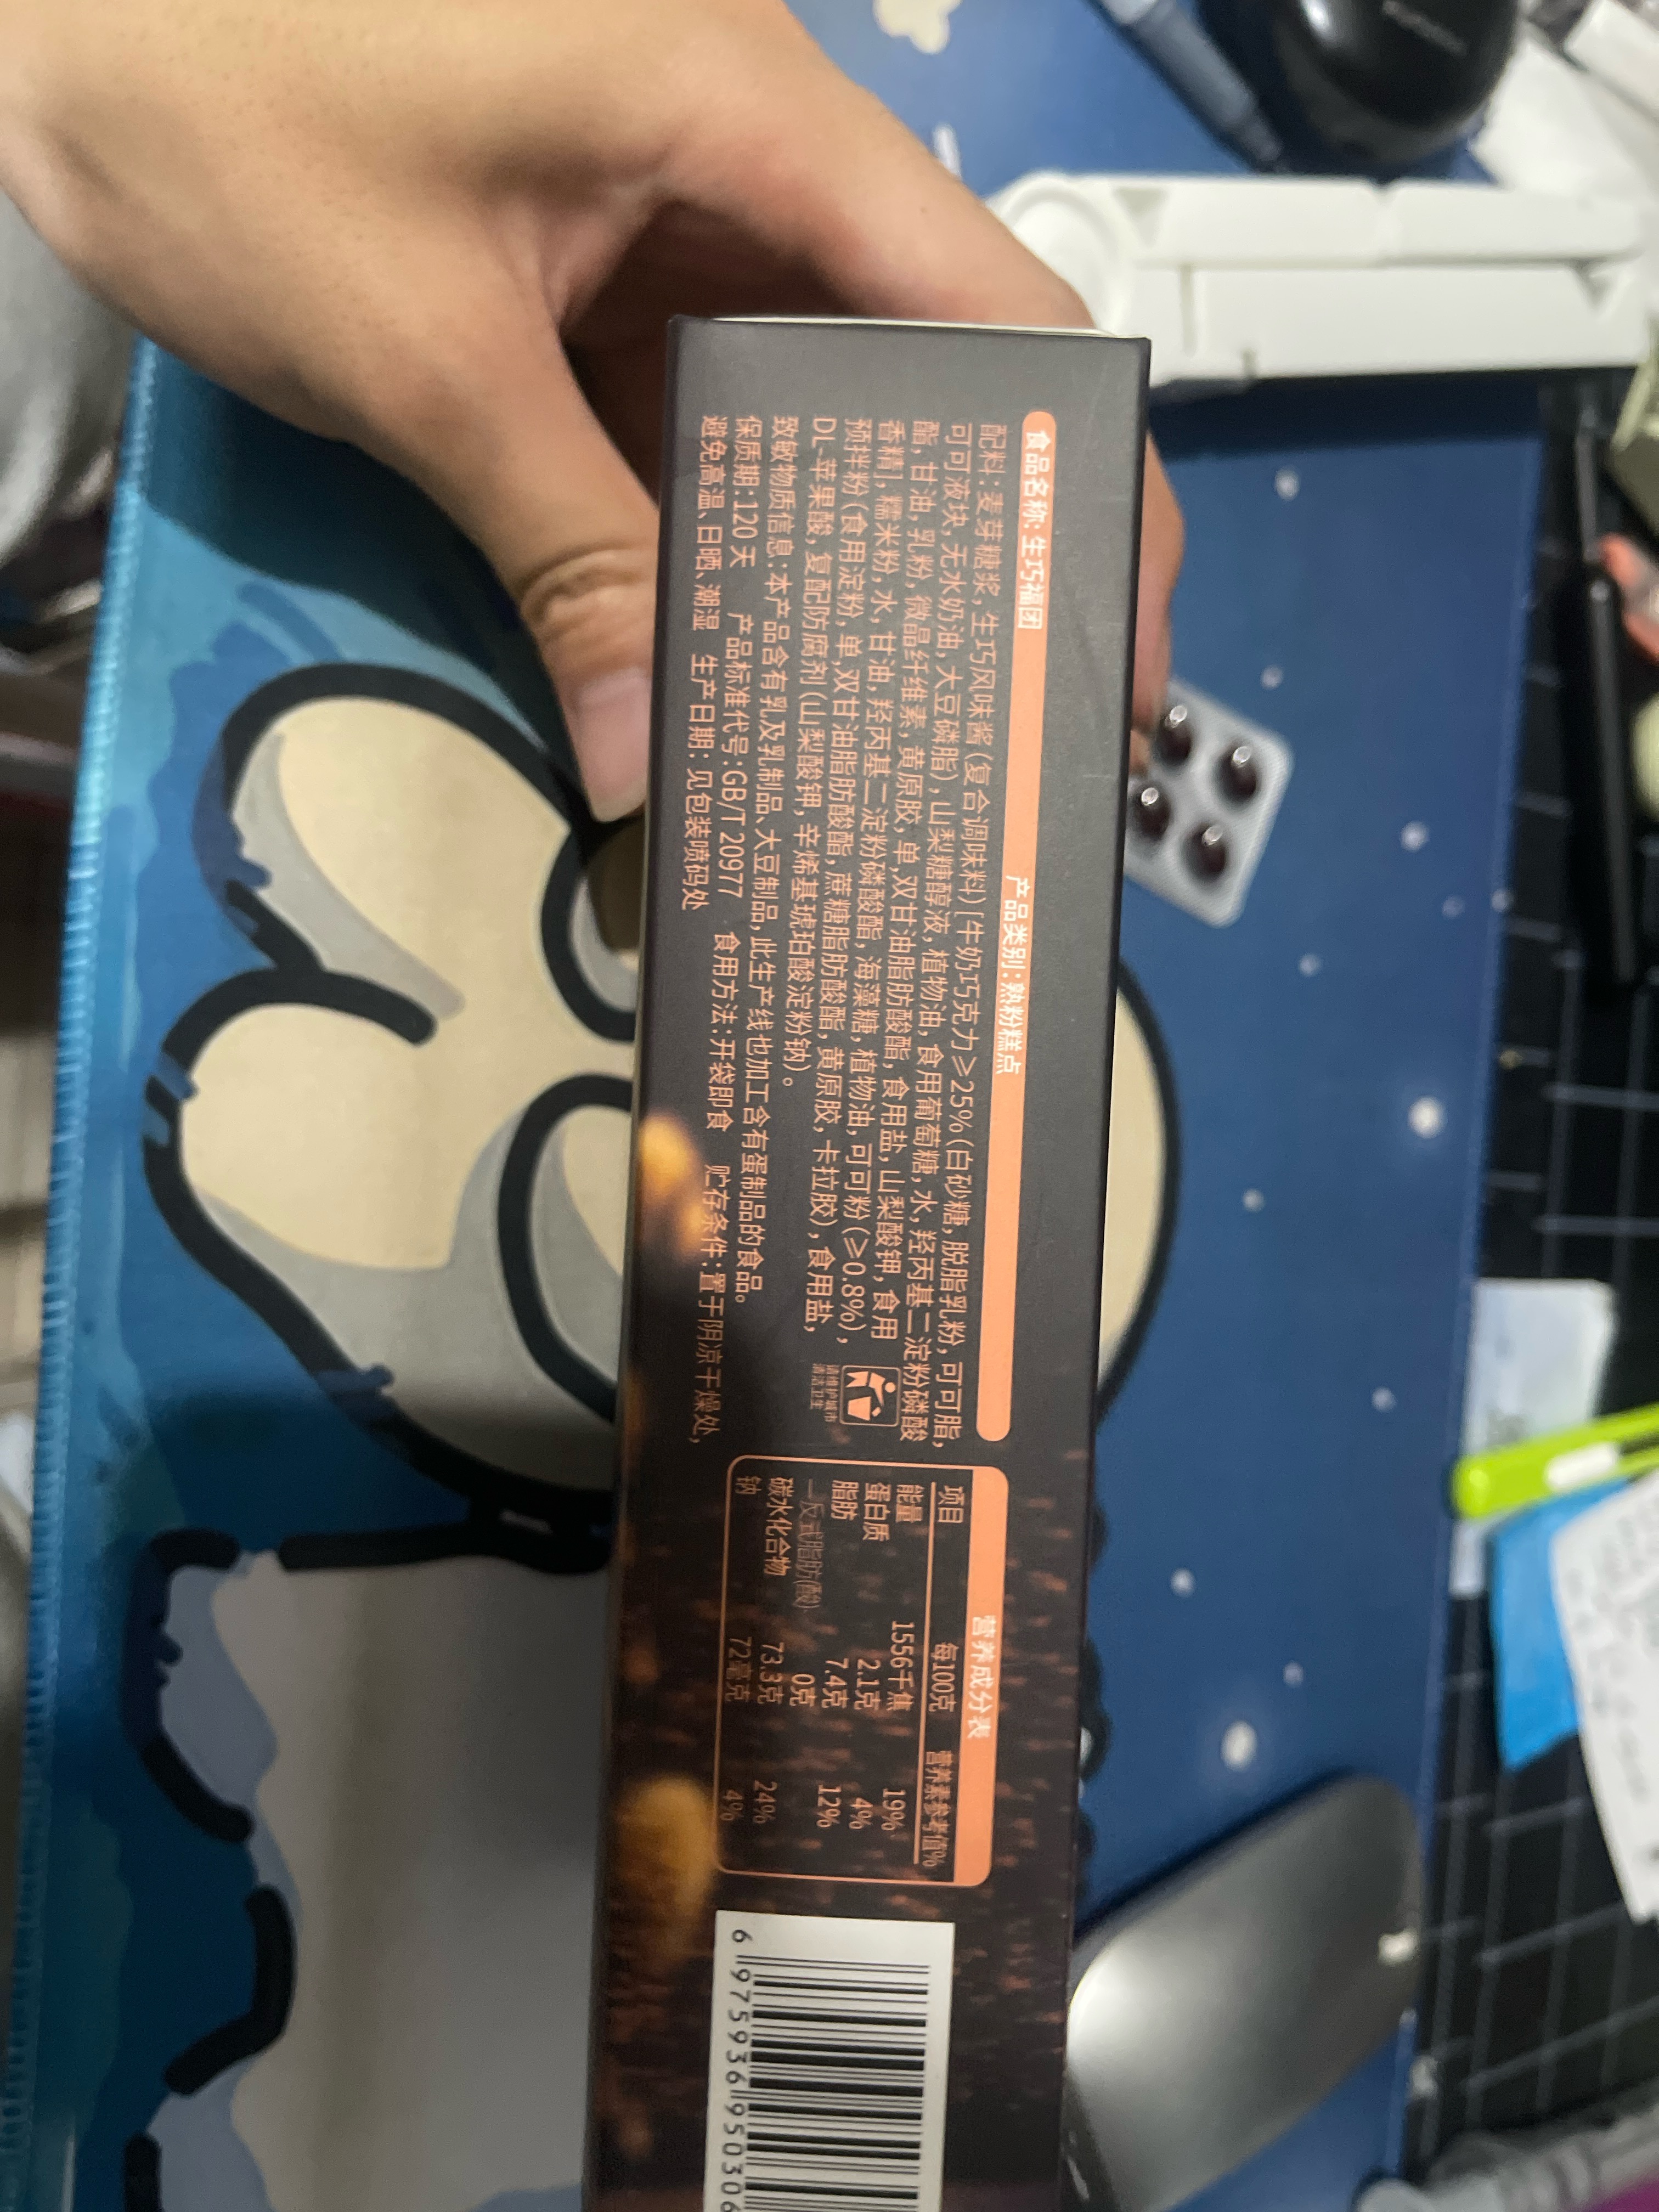 食品名称：生巧福团 产品类别：熟粉糕点
配料：麦芽糖浆，生巧风味酱（复合调味料）[牛奶巧克力≥25%（白砂糖，脱脂乳粉，可可脂，
可可液块，无水奶油，大豆磷脂），山梨糖醇液，植物油，食用葡萄糖，水，羟丙基二淀粉磷酸
酯，甘油，乳粉，微晶纤维素，黄原胶，单，双甘油脂肪酸酯，食用盐，山梨酸钾，食用
香精]，糯米粉，水，甘油，羟丙基二淀粉磷酸酯，海藻糖，植物油，可可粉（≥0.8%），
预拌粉（食用淀粉，单，双甘油脂肪酸酯，蔗糖脂肪酸酯，黄原胶，卡拉胶），食用盐，
DL-苹果酸，复配防腐剂（山梨酸钾，辛烯基琥珀酸淀粉钠）。
致敏物质信息：本产品含有乳及乳制品、大豆制品，此生产线也加工含有蛋制品的食品。
保质期：120天 产品标准代号：GB/T 20977 食用方法：开袋即食 贮存条件：置于阴凉干燥处，
避免高温、日晒、潮湿 生产日期：见包装喷码处
请维护城市
清洁卫生
营养成分表
项目 每100克 营养素参考值%
能量 1556千焦 19%
蛋白质 2.1克 4%
脂肪 7.4克 12%
—反式脂肪(酸) 0克
碳水化合物 73.3克 24%
钠 72毫克 4%
6 975936 950306